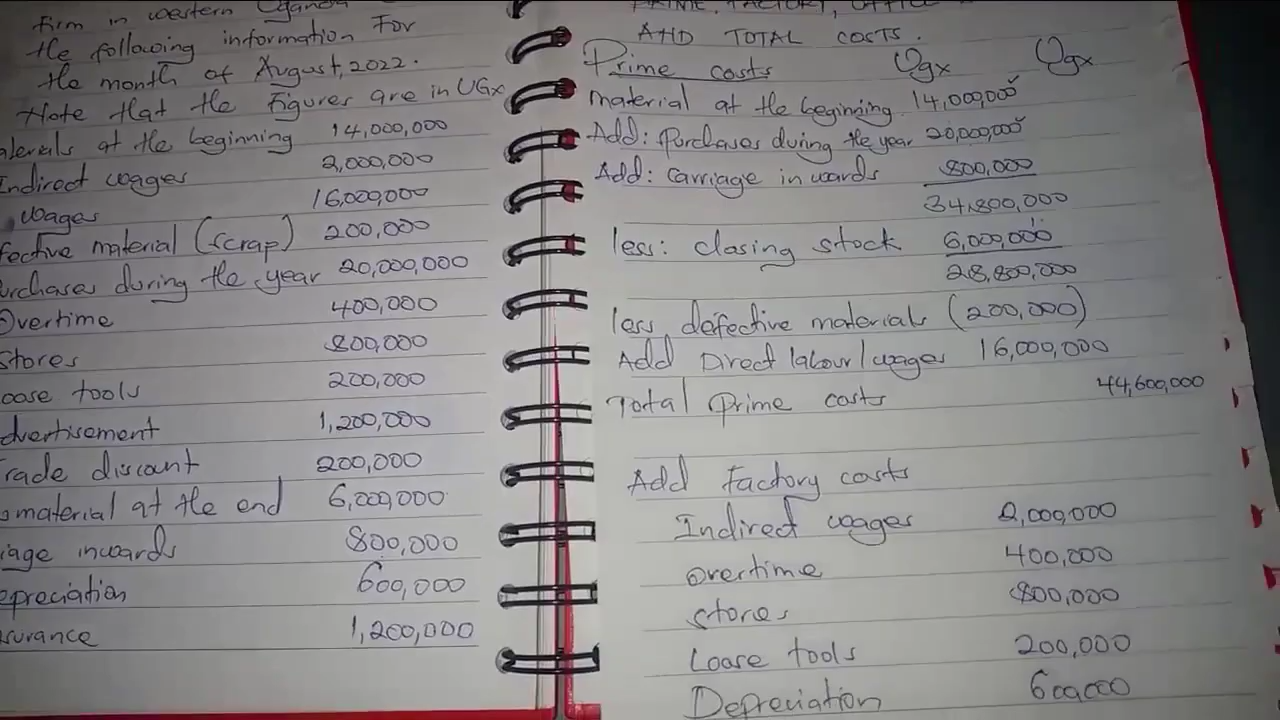 firm in western Uganda
the following information for
the month of August, 2022.
Note that the figures are in UGx
aterials at the beginning 14,000,000
Indirect wages 2,000,000
wages 16,000,000
fective material (scrap) 200,000
urchases during the year 20,000,000
Overtime 400,000
Stores 800,000
oose tools 200,000
dvertisement 1,200,000
rade discount 200,000
material at the end 6,000,000
iage inwards 800,000
epreciation 600,000
surance 1,200,000
PRIME, FACTORY, OFFICE
AND TOTAL COSTS.
Prime costs Ugx Ugx
material at the beginning 14,000,000
Add: purchases during the year 20,000,000
Add: Carriage inwards 800,000
34,800,000
less: closing stock 6,000,000
28,800,000
less defective materials (200,000)
Add Direct labour/wages 16,000,000
Total Prime costs 44,600,000
Add Factory costs
Indirect wages 2,000,000
Overtime 400,000
stores 800,000
Loose tools 200,000
Depreciation 600,000